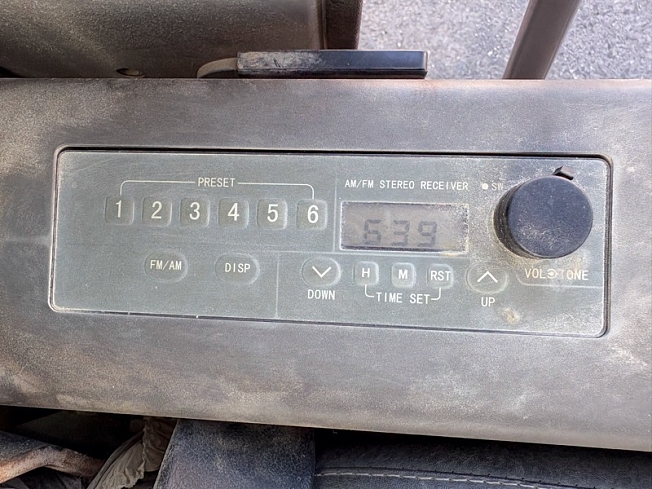 PRESET
1 2 3 4 5 6
AM/FM STEREO RECEIVER
639
FM/AM DISP
DOWN
H M RST
TIME SET
UP
VOL TONE